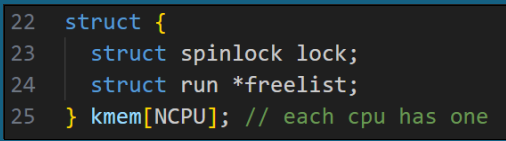 22 struct {
23   struct spinlock lock;
24   struct run *freelist;
25 } kmem[NCPU]; // each cpu has one